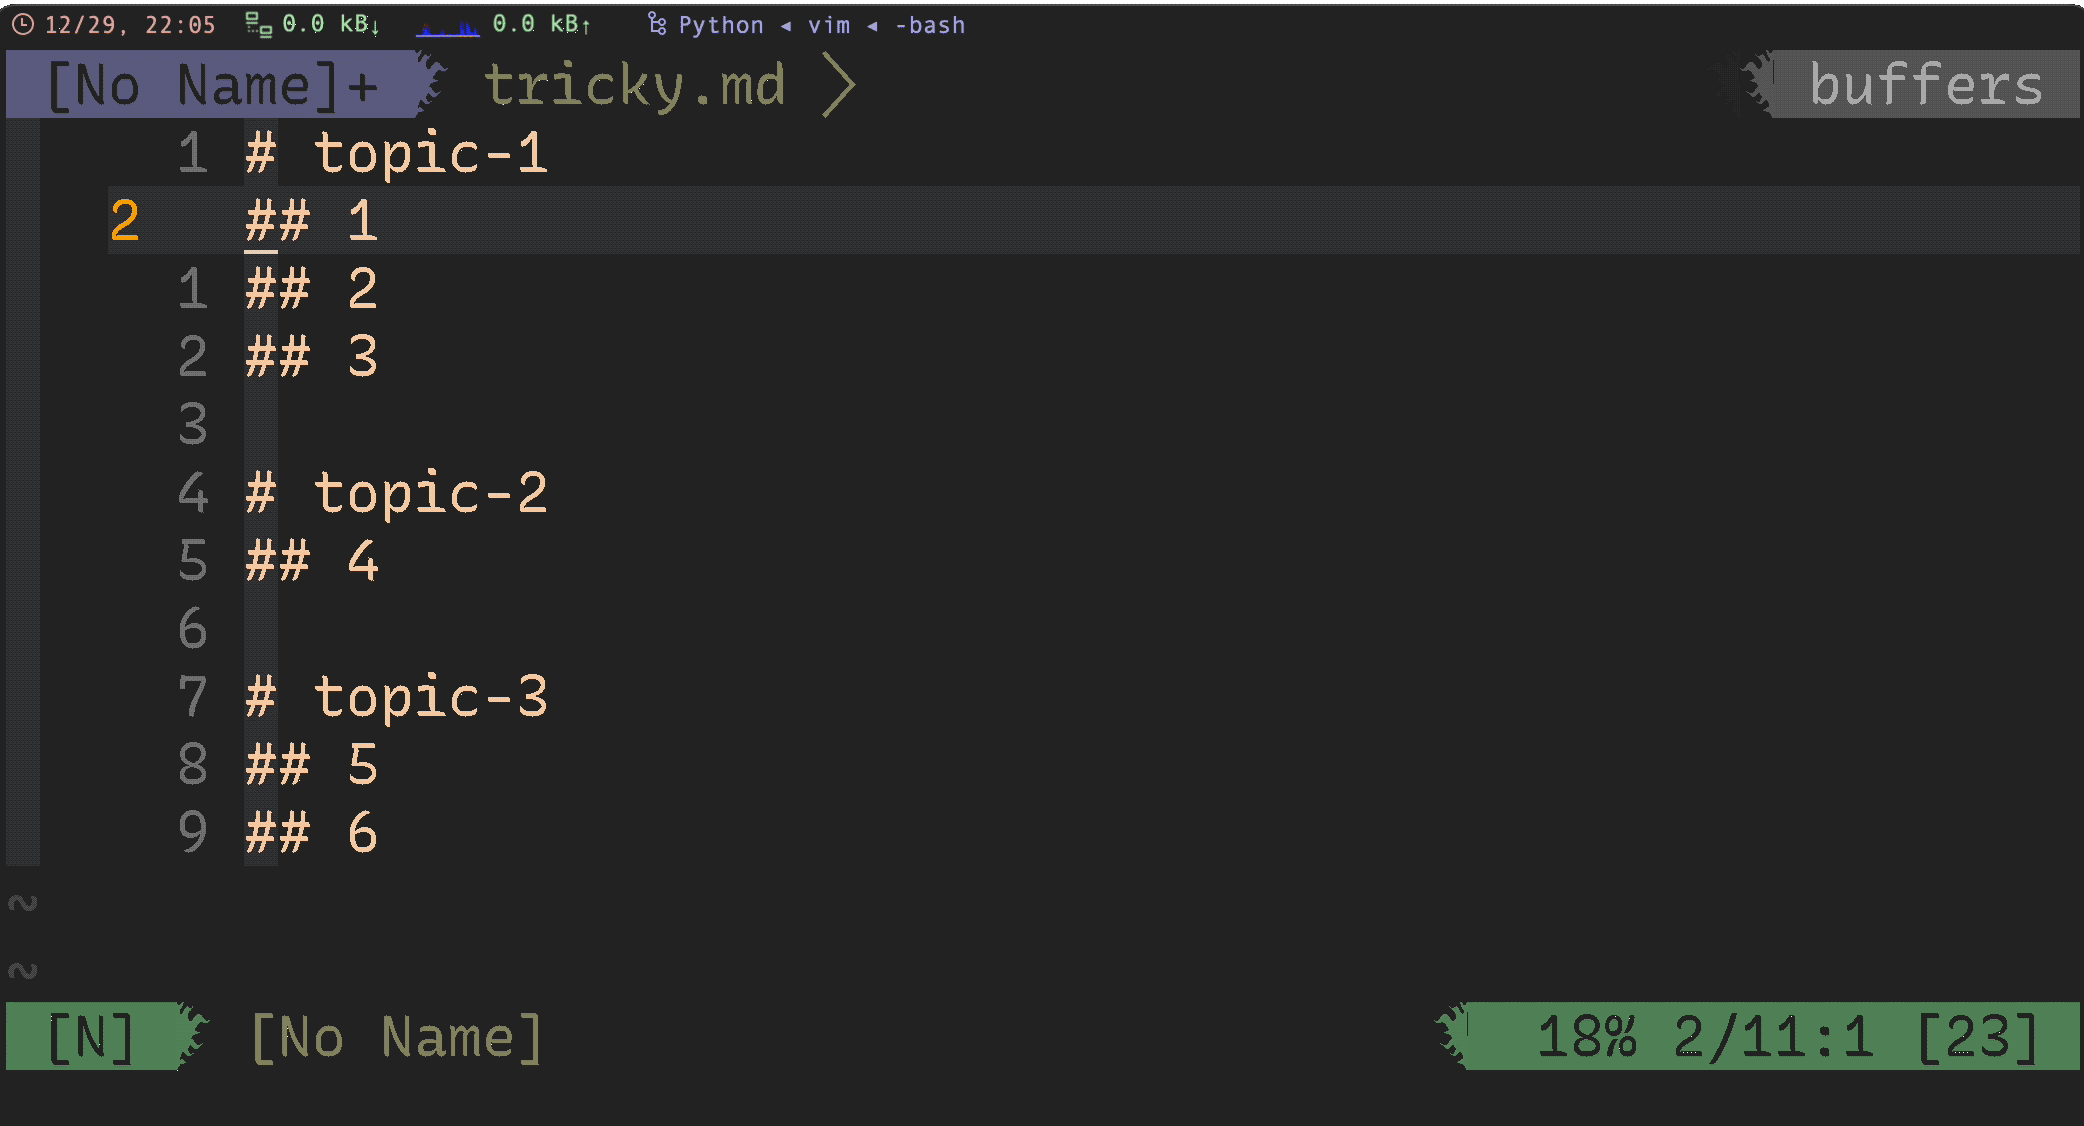 12/29, 22:05 0.0 kB↓ 0.0 kB↑ Python ◂ vim ◂ -bash
[No Name]+ tricky.md buffers
1 # topic-1
2 ## 1
1 ## 2
2 ## 3
3
4 # topic-2
5 ## 4
6
7 # topic-3
8 ## 5
9 ## 6
~
~
[N] [No Name] 18% 2/11:1 [23]